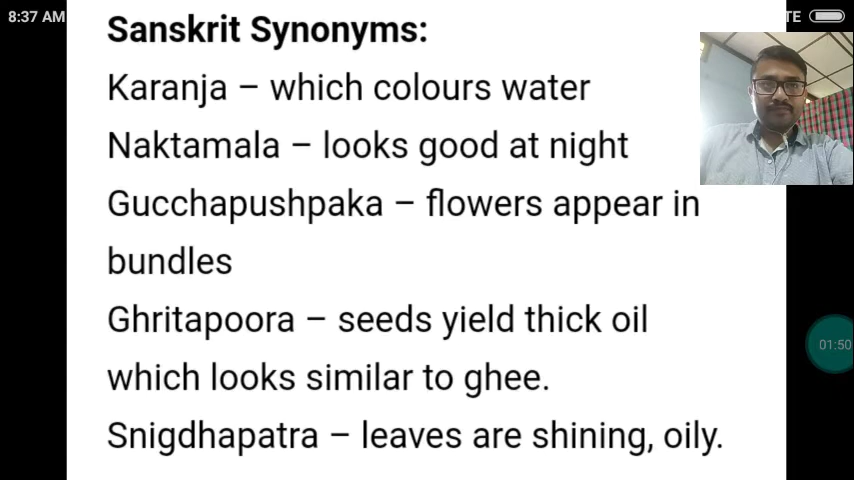 8:37 AM
TE
Sanskrit Synonyms:
Karanja – which colours water
Naktamala – looks good at night
Gucchapushpaka – flowers appear in
bundles
Ghritapoora – seeds yield thick oil
which looks similar to ghee.
Snigdhapatra – leaves are shining, oily.
01:50